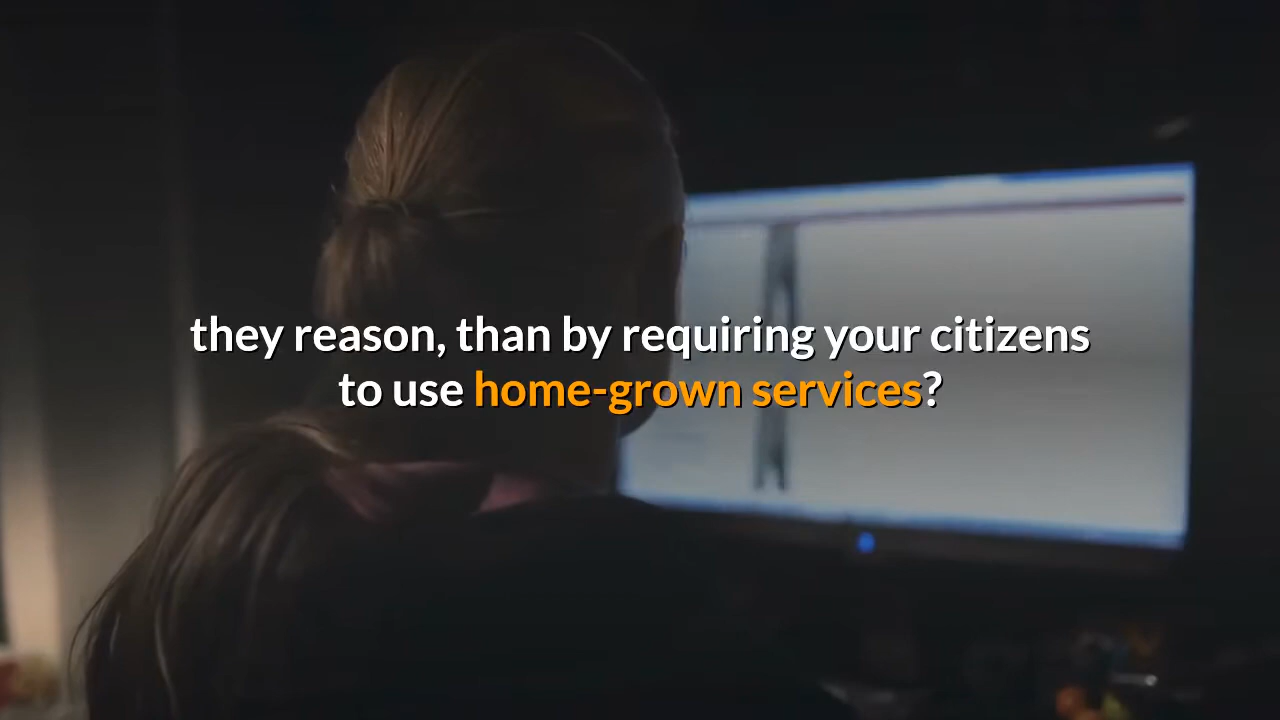 they reason, than by requiring your citizens
to use home-grown services?